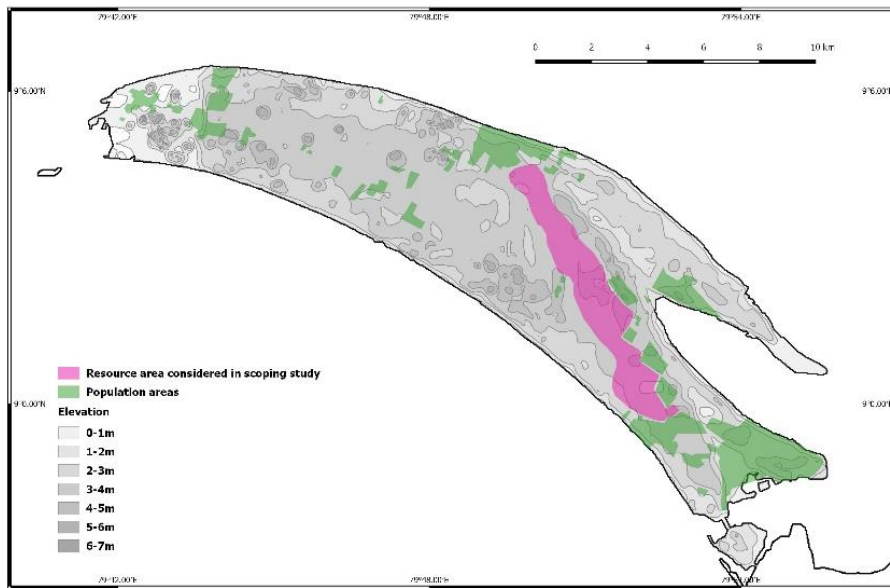 79°42.00'E 79°48.00'E 79°54.00'E
0 2 4 6 8 10 km
9°6.00'N 9°6.00'N
Resource area considered in scoping study
Population areas
9°0.00'N 9°0.00'N
Elevation
0-1m
1-2m
2-3m
3-4m
4-5m
5-6m
6-7m
79°42.00'E 79°48.00'E